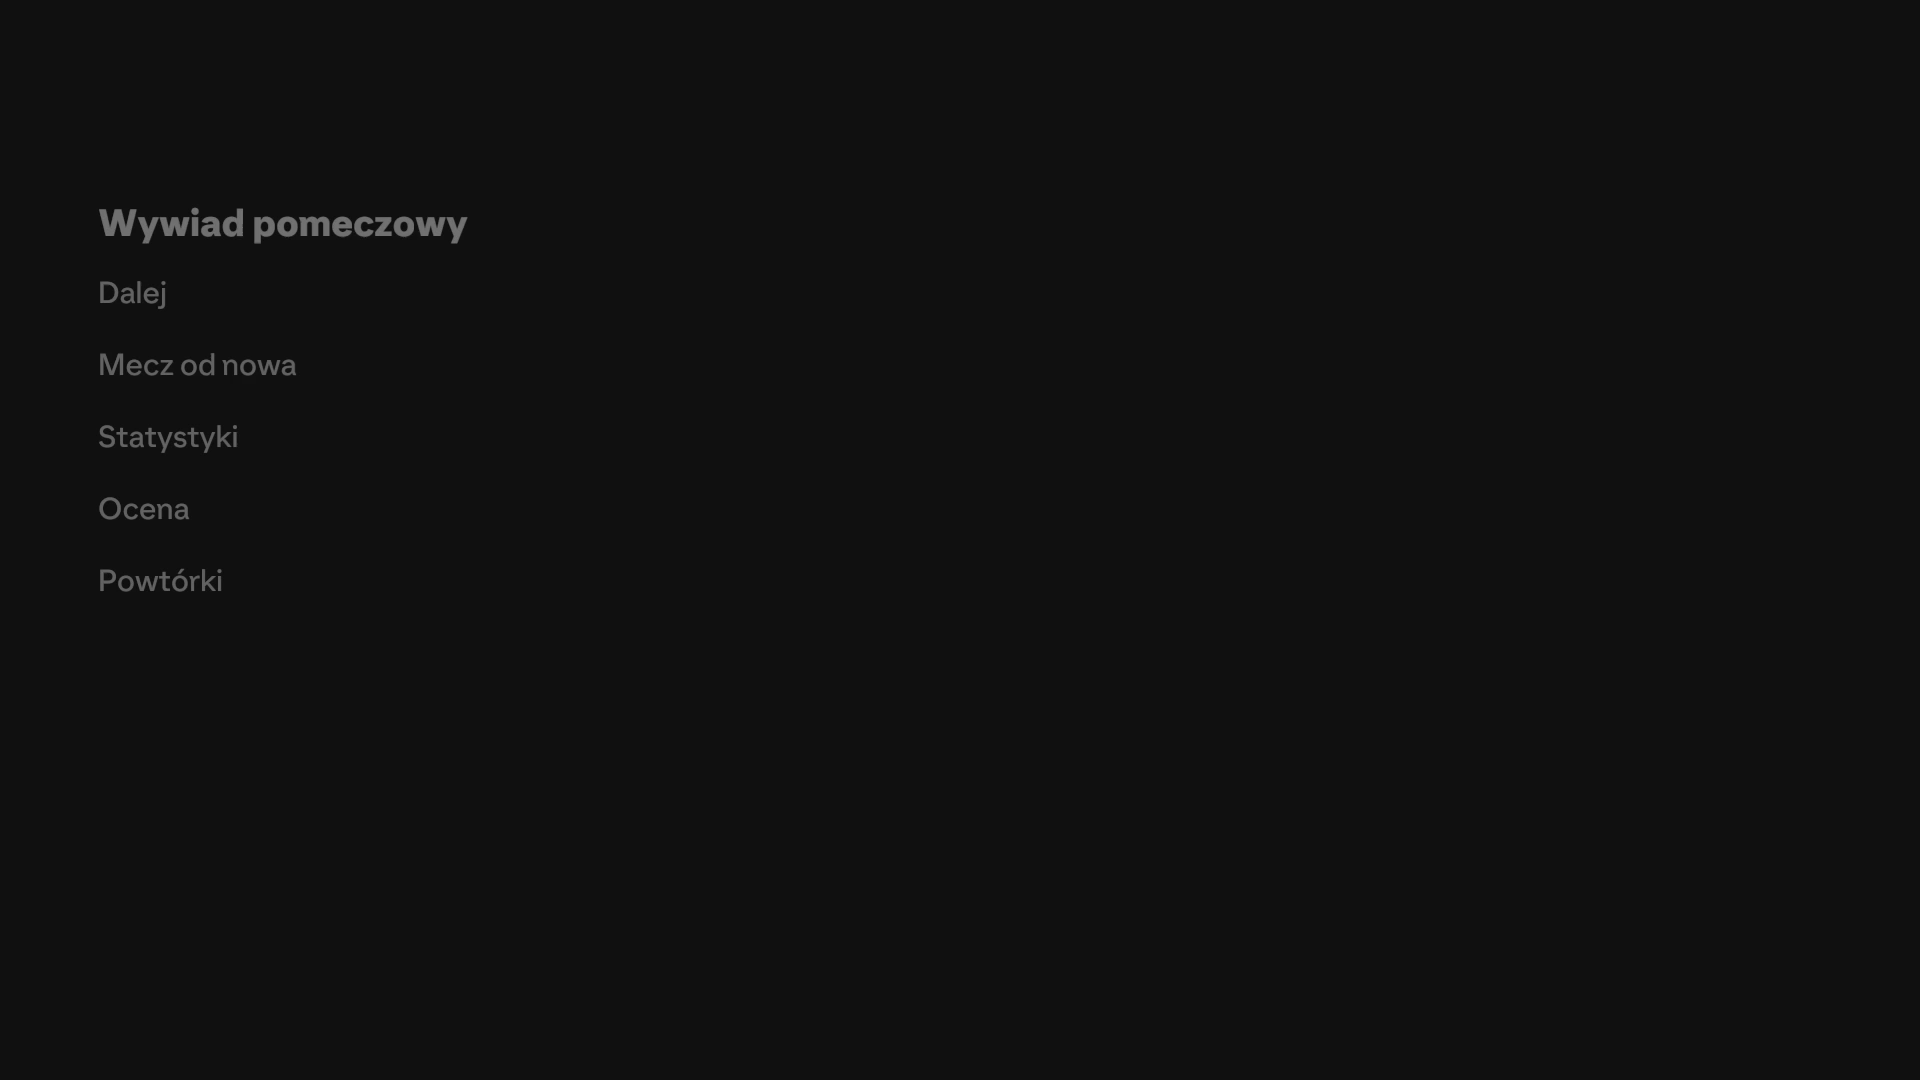 Wywiad pomeczowy
Dalej
Mecz od nowa
Statystyki
Ocena
Powtórki